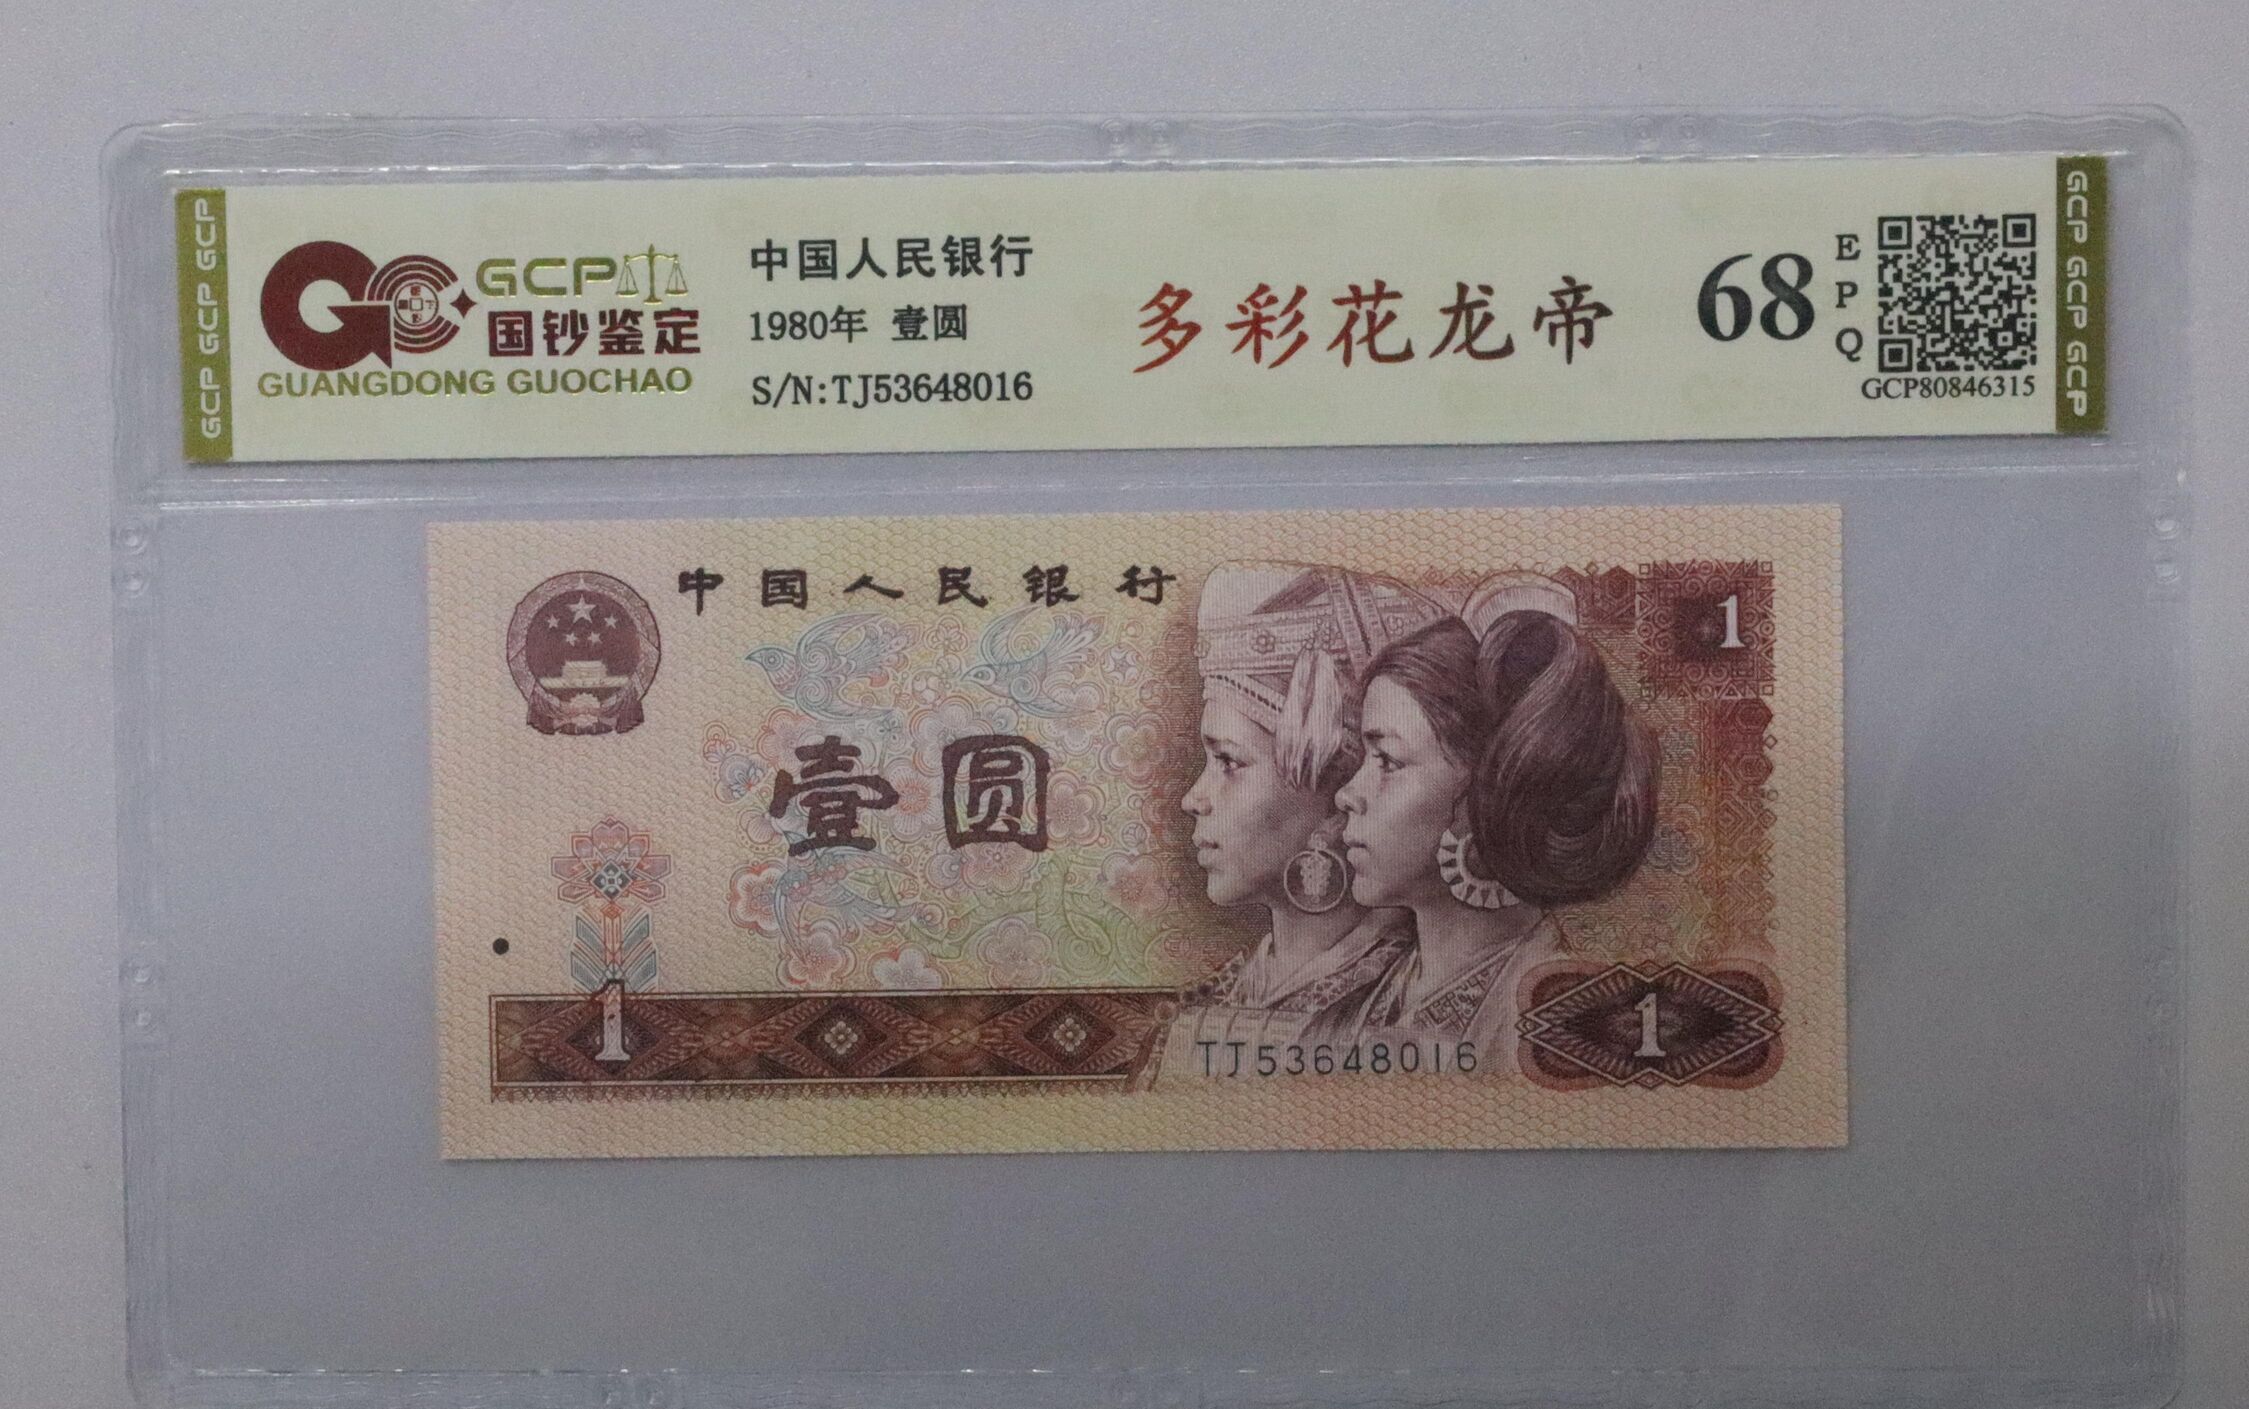 GCP GCP GCP
GCP
国钞鉴定
GUANGDONG GUOCHAO
中国人民银行
1980年 壹圆
S/N:TJ53648016
多彩花龙帝
68
EPQ
GCP80846315
GCP GCP GCP
中国人民银行
1
壹圆
1
TJ53648016
1